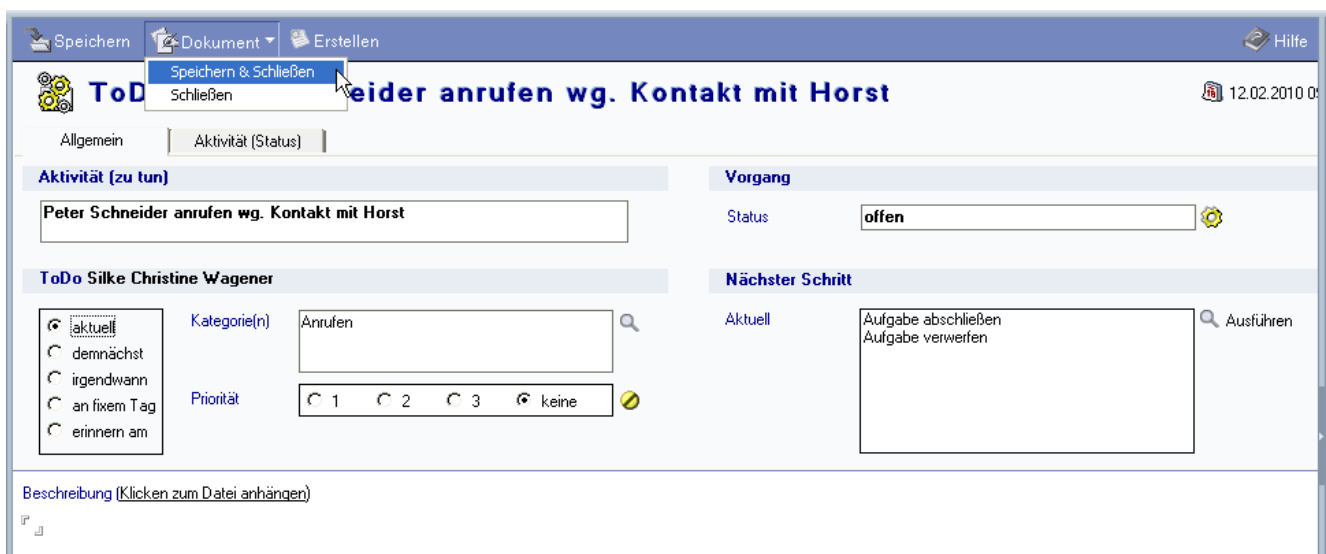 Speichern Dokument Erstellen Hilfe
Speichern & Schließen
Schließen
ToD eider anrufen wg. Kontakt mit Horst 12.02.2010 0
Allgemein Aktivität (Status)
Aktivität (zu tun) Vorgang
Peter Schneider anrufen wg. Kontakt mit Horst
Status offen
ToDo Silke Christine Wagener Nächster Schritt
aktuell Kategorie(n) Anrufen Aktuell Aufgabe abschließen Ausführen
Aufgabe verwerfen
demnächst
irgendwann
an fixem Tag Priorität 1 2 3 keine
erinnern am
Beschreibung (Klicken zum Datei anhängen)